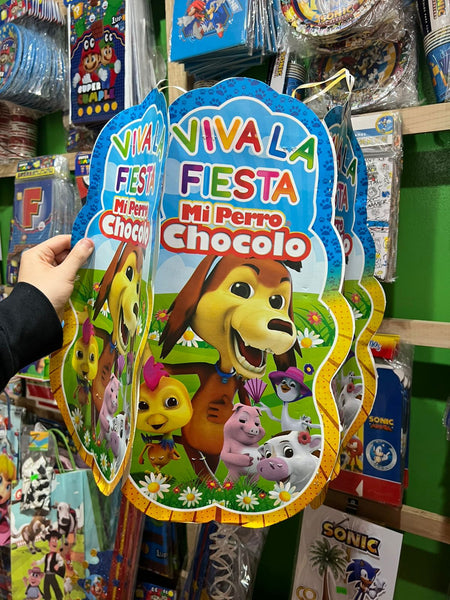 SUPER
VIVA LA
FIESTA
Mi Perro
Chocolo
VIVA LA
FIESTA
Mi Perro
Chocolo
F
SONIC
SONIC